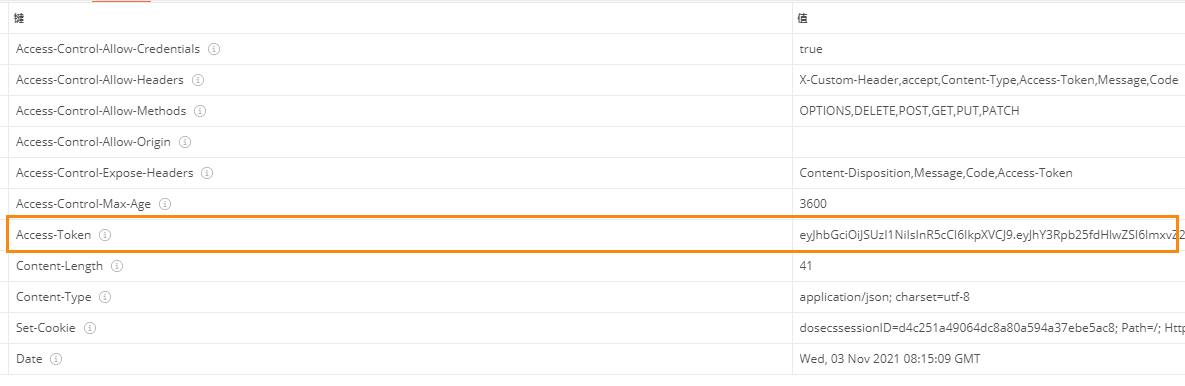 键 值
Access-Control-Allow-Credentials true
Access-Control-Allow-Headers X-Custom-Header,accept,Content-Type,Access-Token,Message,Code
Access-Control-Allow-Methods OPTIONS,DELETE,POST,GET,PUT,PATCH
Access-Control-Allow-Origin
Access-Control-Expose-Headers Content-Disposition,Message,Code,Access-Token
Access-Control-Max-Age 3600
Access-Token eyJhbGciOiJSUzI1NiIsInR5cCI6IkpXVCJ9.eyJhY3Rpb25fdHlwZSI6ImxvZ2
Content-Length 41
Content-Type application/json; charset=utf-8
Set-Cookie dosecssessionID=d4c251a49064dc8a80a594a37ebe5ac8; Path=/; Http
Date Wed, 03 Nov 2021 08:15:09 GMT